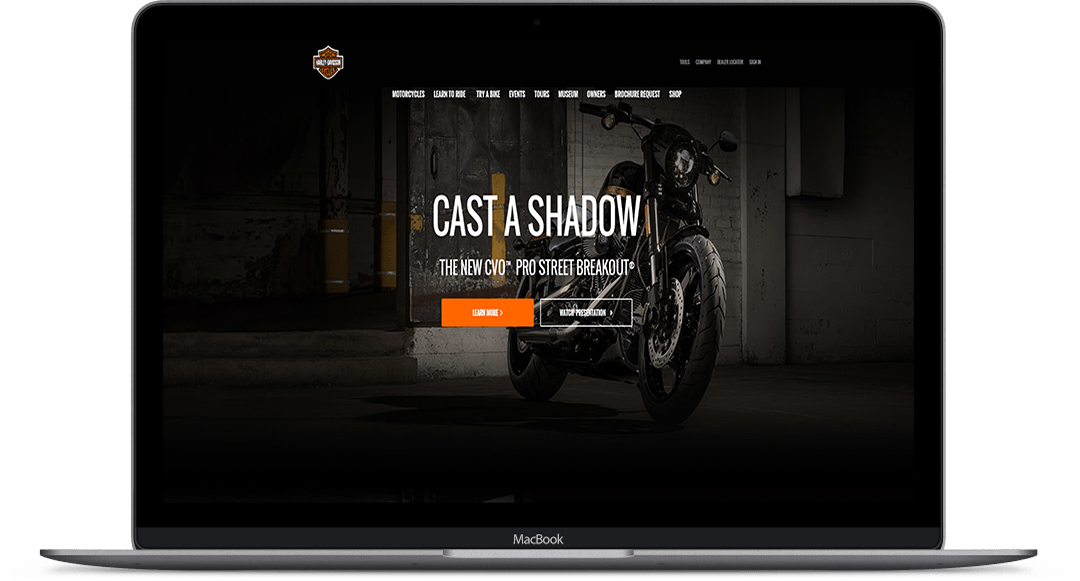 HARLEY-DAVIDSON
TOOLS COMPANY DEALER LOCATOR SIGN IN
MOTORCYCLES LEARN TO RIDE TRY A BIKE EVENTS TOURS MUSEUM OWNERS BROCHURE REQUEST SHOP
CAST A SHADOW
THE NEW CVO™ PRO STREET BREAKOUT®
LEARN MORE > WATCH PRESENTATION
MacBook